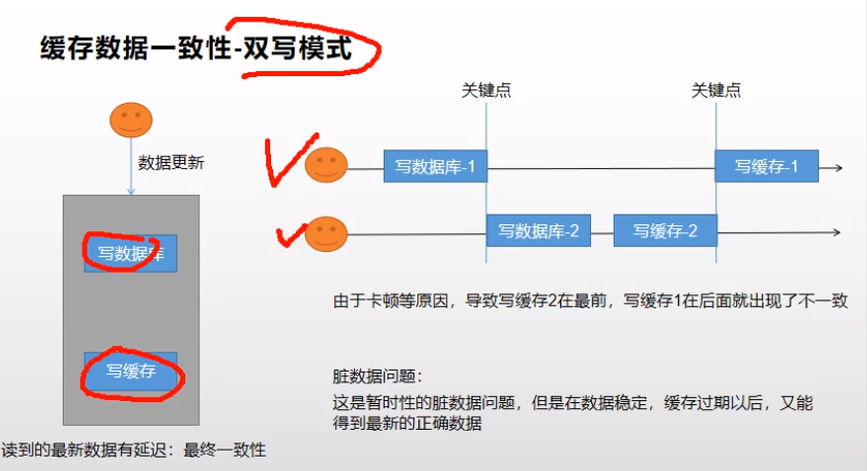 缓存数据一致性-双写模式
关键点
关键点
数据更新
写数据库-1
写缓存-1
写数据库
写数据库-2
写缓存-2
由于卡顿等原因，导致写缓存2在最前，写缓存1在后面就出现了不一致
写缓存
脏数据问题：
这是暂时性的脏数据问题，但是在数据稳定，缓存过期以后，又能
得到最新的正确数据
读到的最新数据有延迟：最终一致性